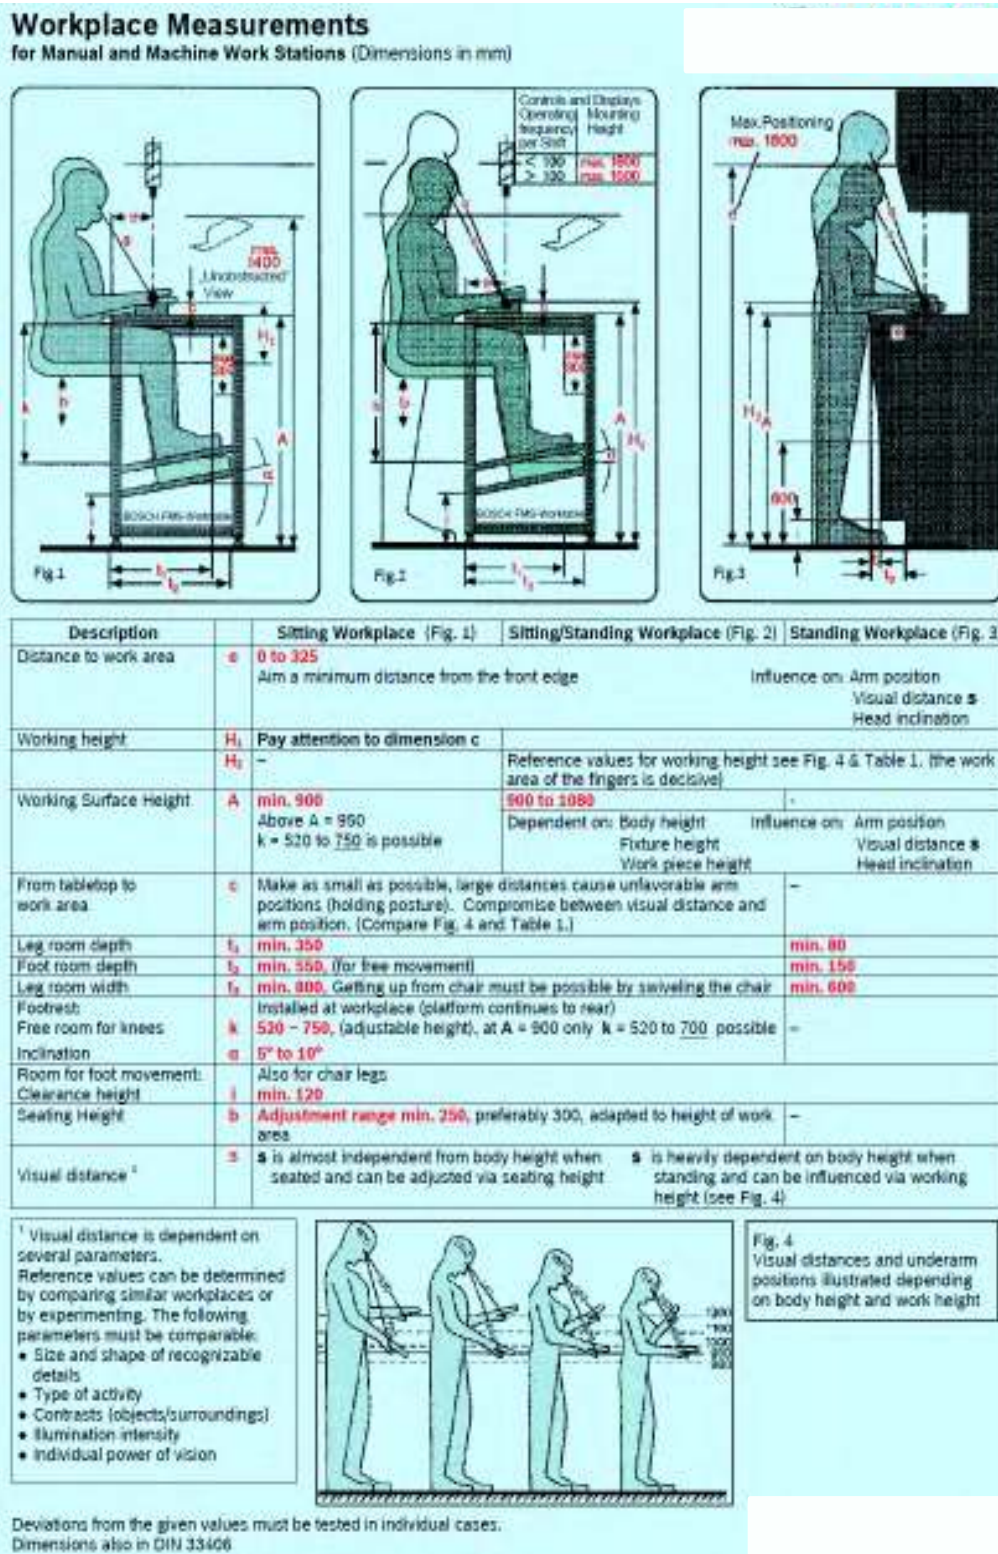 Workplace Measurements
for Manual and Machine Work Stations (Dimensions in mm)
Controls and Displays
Operating Mounting
frequency Height
per Shift
< 100 max. 1800
> 100 max. 1500
Max. Positioning
max. 1800
max.
1400
„Unobstructed"
View
H₁
k
b
A
α
BOSCH FMS-Worktable
t₁
t₂
Fig.1
A
BOSCH FMS-Worktable
Fig.2
600
Fig.3
Description Sitting Workplace (Fig. 1) Sitting/Standing Workplace (Fig. 2) Standing Workplace (Fig. 3
Distance to work area e 0 to 325
Aim a minimum distance from the front edge Influence on: Arm position
Visual distance s
Head inclination
Working height H₁ Pay attention to dimension c
H₂ – Reference values for working height see Fig. 4 & Table 1. (the work
area of the fingers is decisive)
Working Surface Height A min. 900 900 to 1080 -
Above A = 950 Dependent on: Body height Influence on: Arm position
k = 520 to 750 is possible Fixture height Visual distance s
Work piece height Head inclination
From tabletop to c Make as small as possible, large distances cause unfavorable arm –
work area positions (holding posture). Compromise between visual distance and
arm position. (Compare Fig. 4 and Table 1.)
Leg room depth t₁ min. 350 min. 80
Foot room depth t₂ min. 550, (for free movement) min. 150
Leg room width t₃ min. 800, Getting up from chair must be possible by swiveling the chair min. 600
Footrest: Installed at workplace (platform continues to rear)
Free room for knees k 520 – 750, (adjustable height), at A = 900 only k = 520 to 700 possible –
Inclination α 5° to 10°
Room for foot movement: Also for chair legs
Clearance height i min. 120
Seating Height b Adjustment range min. 250, preferably 300, adapted to height of work –
area
s s is almost independent from body height when s is heavily dependent on body height when
Visual distance ¹ seated and can be adjusted via seating height standing and can be influenced via working
height (see Fig. 4)
¹ Visual distance is dependent on
several parameters.
Reference values can be determined
by comparing similar workplaces or
by experimenting. The following
parameters must be comparable:
• Size and shape of recognizable
details
• Type of activity
• Contrasts (objects/surroundings)
• Illumination intensity
• Individual power of vision
Fig. 4
Visual distances and underarm
positions illustrated depending
on body height and work height
Deviations from the given values must be tested in individual cases.
Dimensions also in DIN 33406